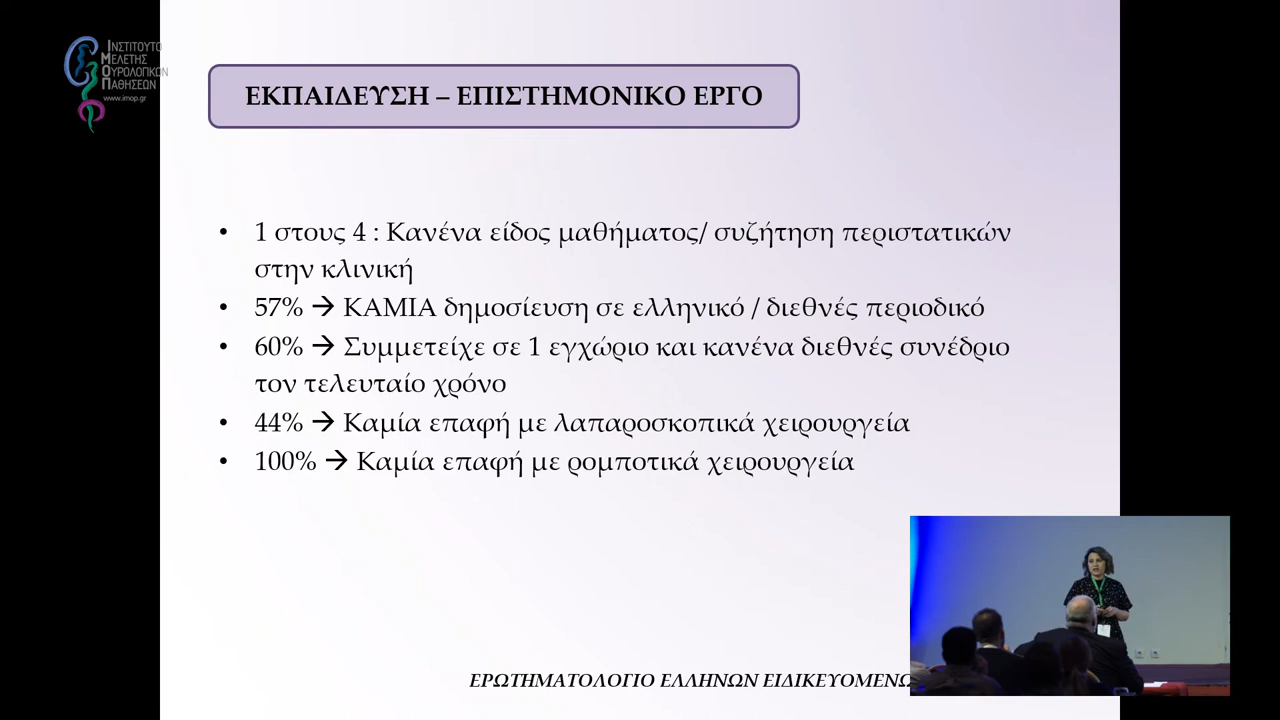 ΙΝΣΤΙΤΟΥΤΟ
ΜΕΛΕΤΗΣ
ΟΥΡΟΛΟΓΙΚΩΝ
ΠΑΘΗΣΕΩΝ
www.imop.gr
ΕΚΠΑΙΔΕΥΣΗ – ΕΠΙΣΤΗΜΟΝΙΚΟ ΕΡΓΟ
• 1 στους 4 : Κανένα είδος μαθήματος/ συζήτηση περιστατικών
στην κλινική
• 57% → ΚΑΜΙΑ δημοσίευση σε ελληνικό / διεθνές περιοδικό
• 60% → Συμμετείχε σε 1 εγχώριο και κανένα διεθνές συνέδριο
τον τελευταίο χρόνο
• 44% → Καμία επαφή με λαπαροσκοπικά χειρουργεία
• 100% → Καμία επαφή με ρομποτικά χειρουργεία
ΕΡΩΤΗΜΑΤΟΛΟΓΙΟ ΕΛΛΗΝΩΝ